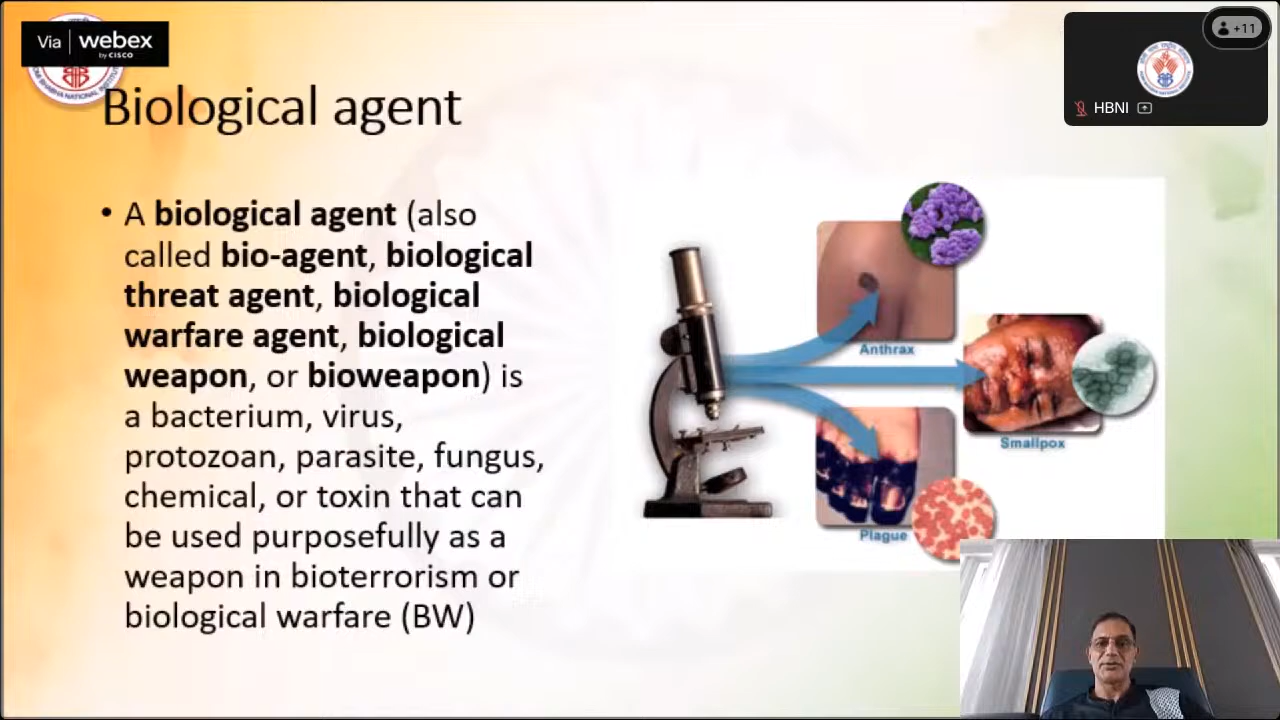 Via webex
by CISCO
+11
HBNI
Biological agent
• A biological agent (also
called bio-agent, biological
threat agent, biological
warfare agent, biological
weapon, or bioweapon) is
a bacterium, virus,
protozoan, parasite, fungus,
chemical, or toxin that can
be used purposefully as a
weapon in bioterrorism or
biological warfare (BW)
Anthrax
Smallpox
Plague